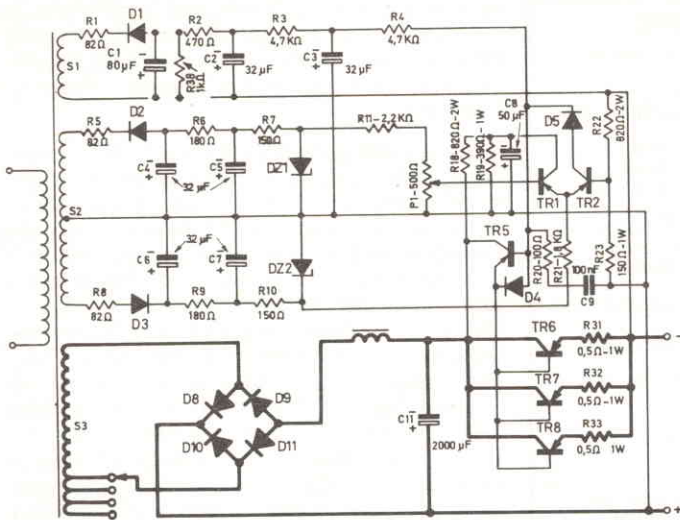 R1
82Ω
D1
S1
C1
80µF
R2
470Ω
R38
1kΩ
R3
4,7KΩ
C2
32µF
C3
32µF
R4
4,7KΩ
R5
82Ω
D2
R6
180Ω
R7
150Ω
R11-2,2KΩ
C4
C5
32µF
DZ1
P1-500Ω
R18-820Ω-2W
R19-390Ω-1W
C8
50µF
D5
R22
820Ω-2W
TR1
TR2
S2
32µF
C6
C7
DZ2
TR5
R20-100Ω
R21-1,8KΩ
R23
150Ω-1W
100nF
C9
D4
R8
82Ω
D3
R9
180Ω
R10
150Ω
TR6
R31
0,5Ω-1W
D8
D9
S3
TR7
R32
0,5Ω-1W
D10
D11
C11
2000µF
TR8
R33
0,5Ω 1W
-
+